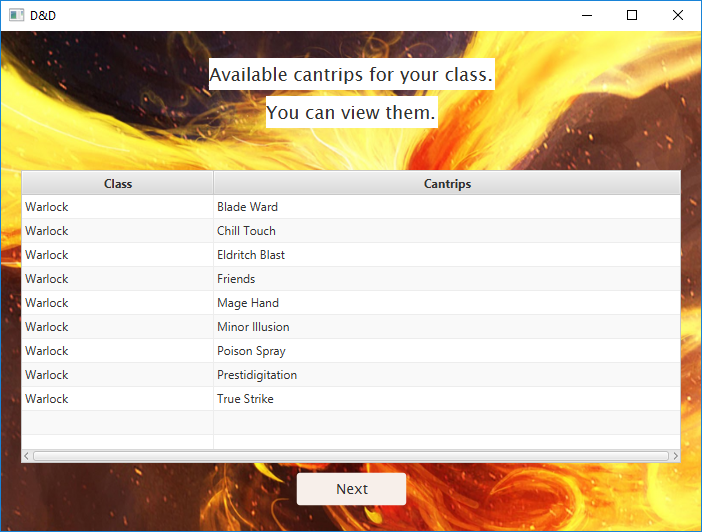 D&D
Available cantrips for your class.
You can view them.
Class Cantrips
Warlock Blade Ward
Warlock Chill Touch
Warlock Eldritch Blast
Warlock Friends
Warlock Mage Hand
Warlock Minor Illusion
Warlock Poison Spray
Warlock Prestidigitation
Warlock True Strike
Next